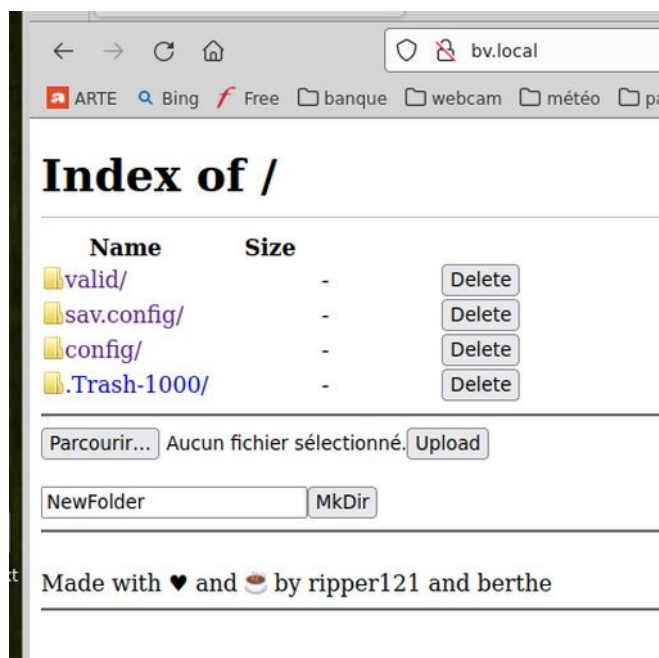 bv.local
ARTE Bing Free banque webcam météo
Index of /
Name Size
valid/ - Delete
sav.config/ - Delete
config/ - Delete
.Trash-1000/ - Delete
Parcourir... Aucun fichier sélectionné. Upload
NewFolder MkDir
Made with ♥ and ☕ by ripper121 and berthe